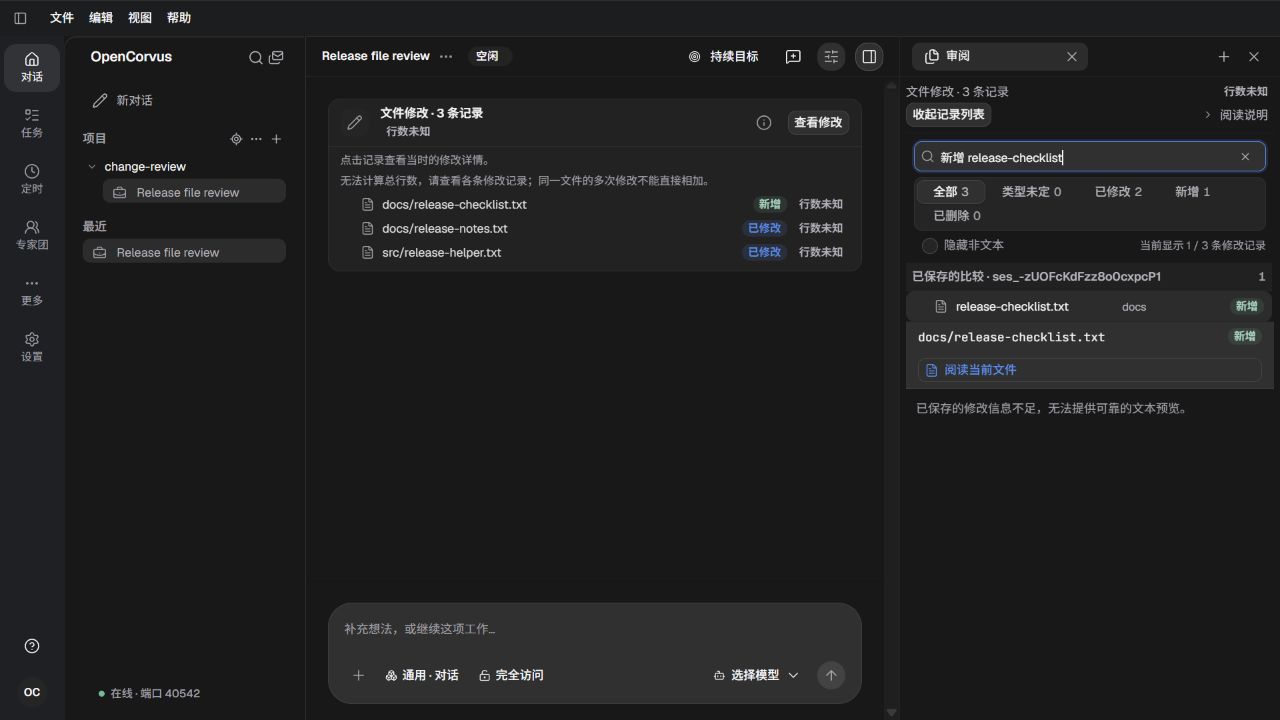 文件 编辑 视图 帮助
对话
任务
定时
专家团
更多
设置
OC
OpenCorvus
新对话
项目
change-review
Release file review
最近
Release file review
在线 · 端口 40542
Release file review ··· 空闲
持续目标
文件修改 · 3 条记录
行数未知
查看修改
点击记录查看当时的修改详情。
无法计算总行数，请查看各条修改记录；同一文件的多次修改不能直接相加。
docs/release-checklist.txt 新增 行数未知
docs/release-notes.txt 已修改 行数未知
src/release-helper.txt 已修改 行数未知
补充想法，或继续这项工作…
通用 · 对话 完全访问 选择模型
审阅
文件修改 · 3 条记录 行数未知
收起记录列表 阅读说明
新增 release-checklist
全部 3 类型未定 0 已修改 2 新增 1
已删除 0
隐藏非文本 当前显示 1 / 3 条修改记录
已保存的比较 · ses_-zUOFcKdFzz8o0cxpcP1 1
release-checklist.txt docs 新增
docs/release-checklist.txt 新增
阅读当前文件
已保存的修改信息不足，无法提供可靠的文本预览。